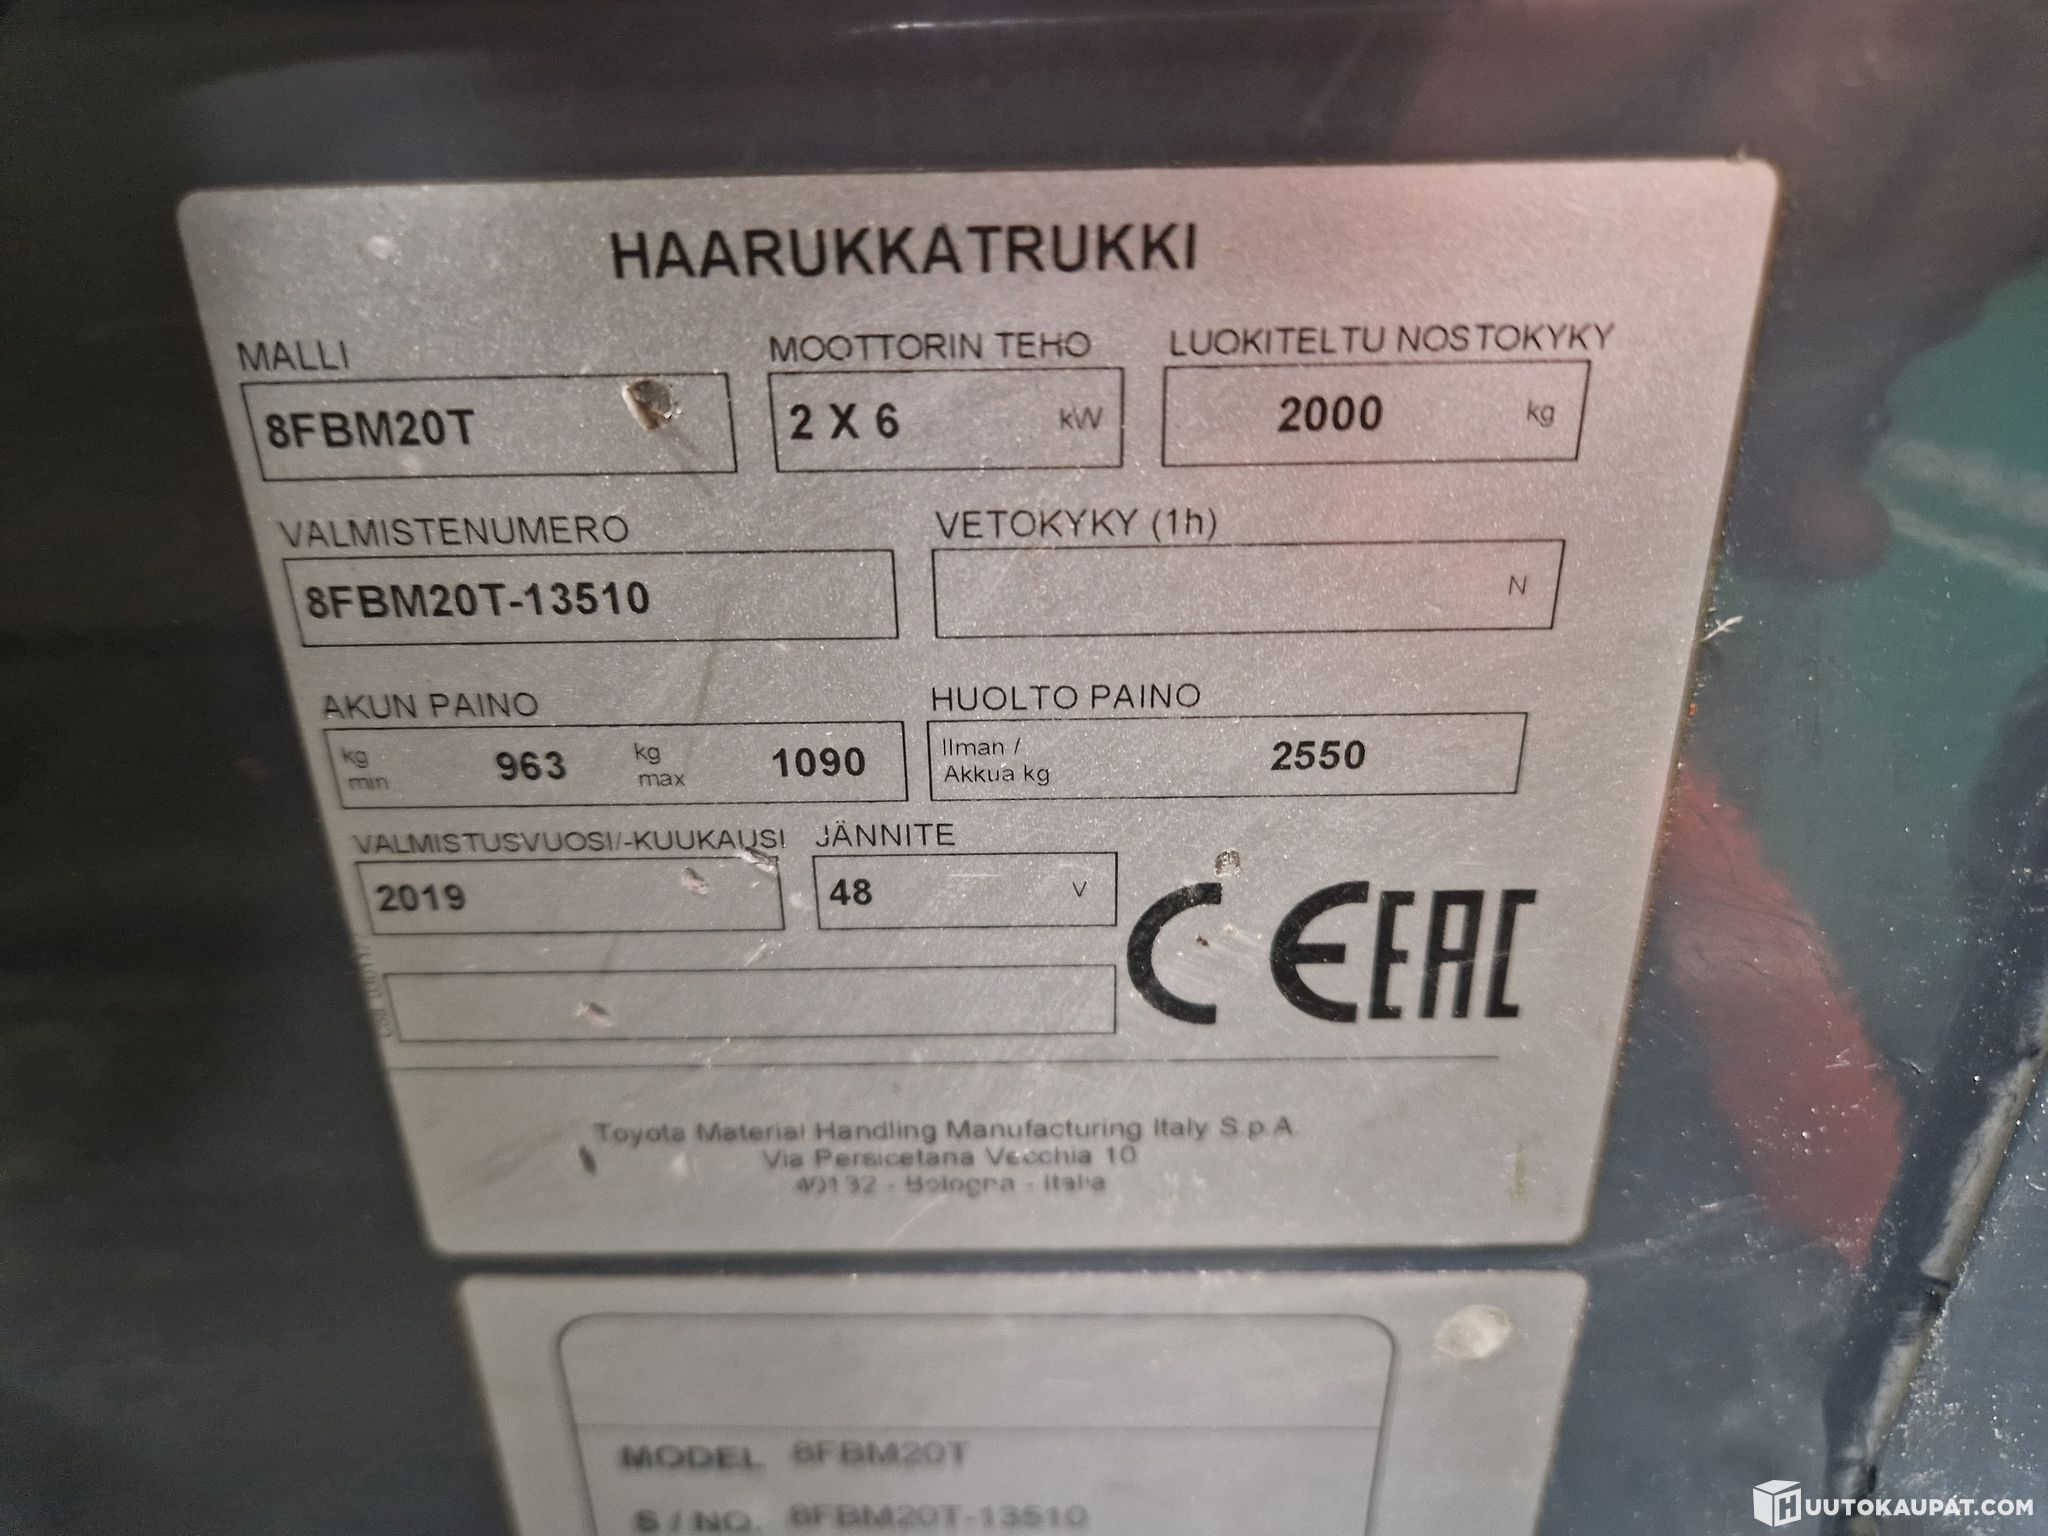 HAARUKKATRUKKI
MALLI MOOTTORIN TEHO LUOKITELTU NOSTOKYKY
8FBM20T 2 X 6 kW 2000 kg
VALMISTENUMERO VETOKYKY (1h)
8FBM20T-13510 N
AKUN PAINO HUOLTO PAINO
kg min 963 kg max 1090 Ilman / Akkua kg 2550
VALMISTUSVUOSI/-KUUKAUSI JÄNNITE
2019 48 V
CE EAC
Toyota Material Handling Manufacturing Italy S.p.A.
Via Persicetana Vecchia 10
40132 - Bologna - Italia
MODEL 8FBM20T
S / NO. 8FBM20T-13510
HUUTOKAUPAT.COM